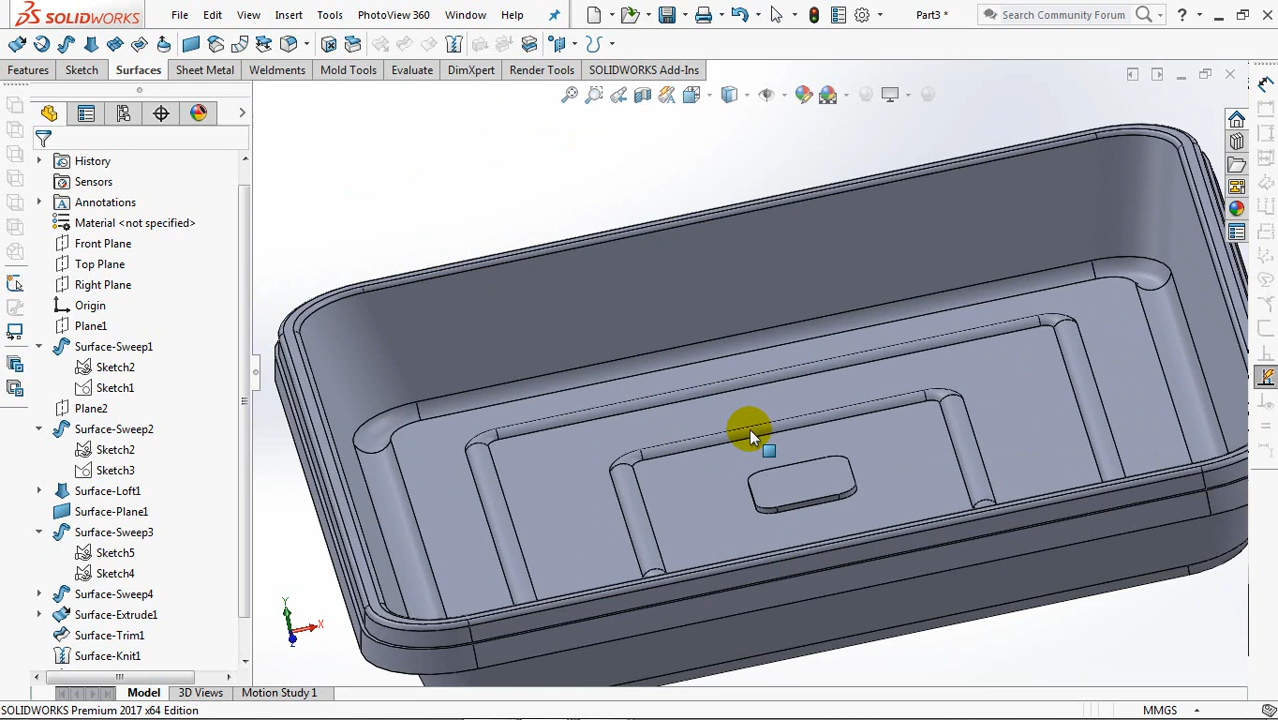 SOLIDWORKS File Edit View Insert Tools PhotoView 360 Window Help Part3 * Search Community Forum ?
Features Sketch Surfaces Sheet Metal Weldments Mold Tools Evaluate DimXpert Render Tools SOLIDWORKS Add-Ins
History
Sensors
Annotations
Material <not specified>
Front Plane
Top Plane
Right Plane
Origin
Plane1
Surface-Sweep1
Sketch2
Sketch1
Plane2
Surface-Sweep2
Sketch2
Sketch3
Surface-Loft1
Surface-Plane1
Surface-Sweep3
Sketch5
Sketch4
Surface-Sweep4
Surface-Extrude1
Surface-Trim1
Surface-Knit1
Y
X
Z
Model 3D Views Motion Study 1
SOLIDWORKS Premium 2017 x64 Edition MMGS